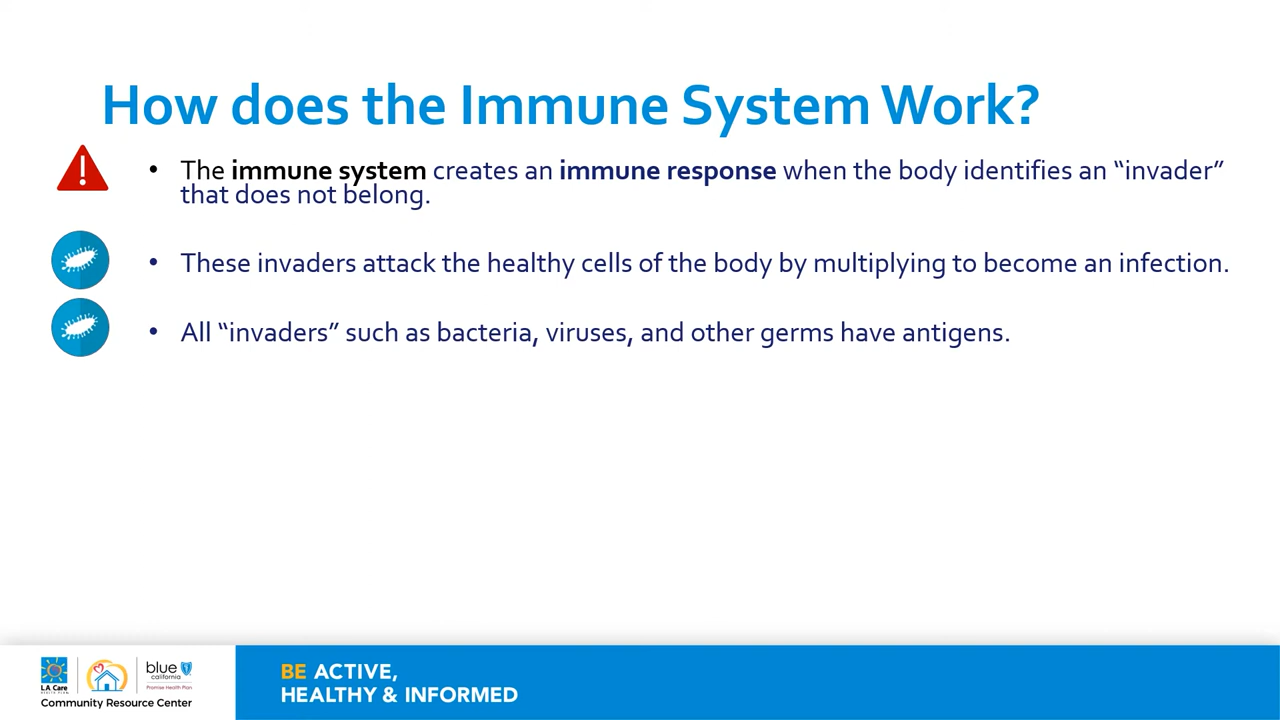 How does the Immune System Work?
• The immune system creates an immune response when the body identifies an “invader”
that does not belong.
• These invaders attack the healthy cells of the body by multiplying to become an infection.
• All “invaders” such as bacteria, viruses, and other germs have antigens.
L.A. Care
HEALTH PLAN
blue
california
Promise Health Plan
Community Resource Center
BE ACTIVE,
HEALTHY & INFORMED